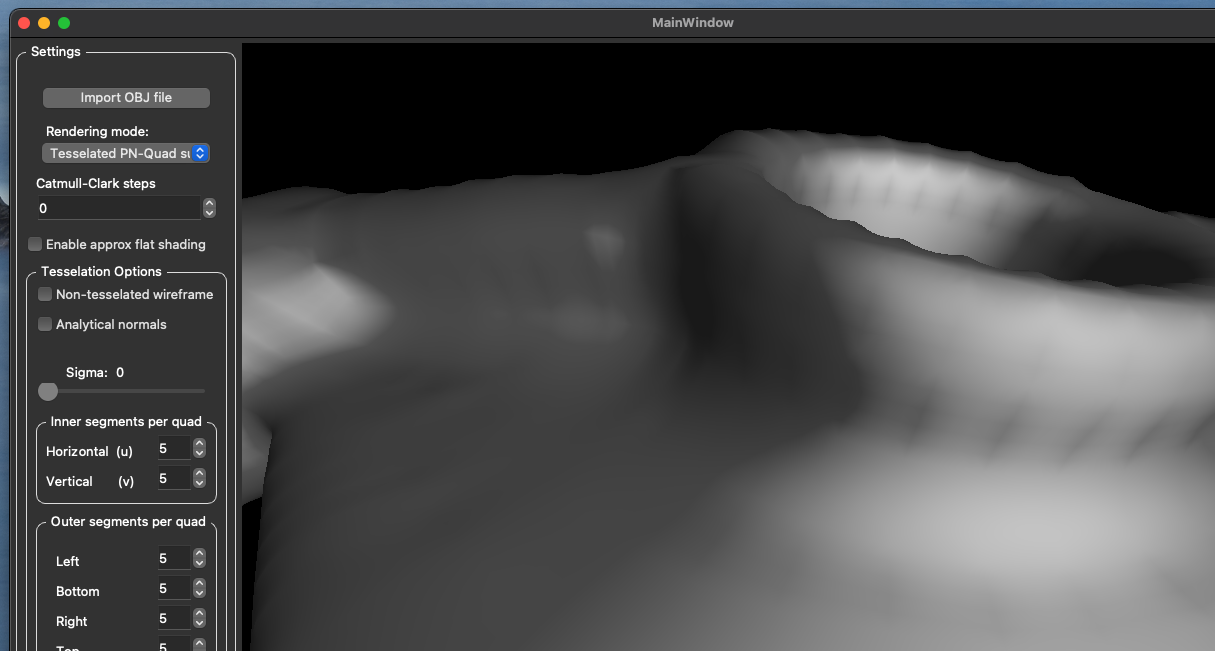 MainWindow
Settings
Import OBJ file
Rendering mode:
Tesselated PN-Quad su
Catmull-Clark steps
0
Enable approx flat shading
Tesselation Options
Non-tesselated wireframe
Analytical normals
Sigma: 0
Inner segments per quad
Horizontal (u) 5
Vertical (v) 5
Outer segments per quad
Left 5
Bottom 5
Right 5
Top 5